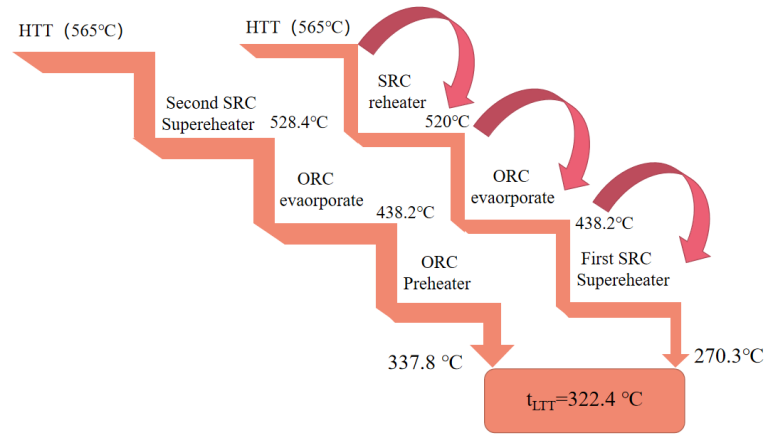 HTT (565℃)
HTT (565℃)
SRC
reheater
Second SRC
Supereheater
528.4℃
520℃
ORC
evaorporate
ORC
evaorporate
438.2℃
438.2℃
ORC
Preheater
First SRC
Supereheater
337.8 ℃
270.3℃
tLTT=322.4 ℃